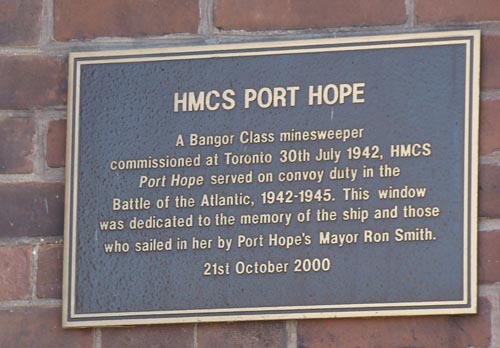 HMCS PORT HOPE
A Bangor Class minesweeper
commissioned at Toronto 30th July 1942, HMCS
Port Hope served on convoy duty in the
Battle of the Atlantic, 1942-1945. This window
was dedicated to the memory of the ship and those
who sailed in her by Port Hope's Mayor Ron Smith.
21st October 2000